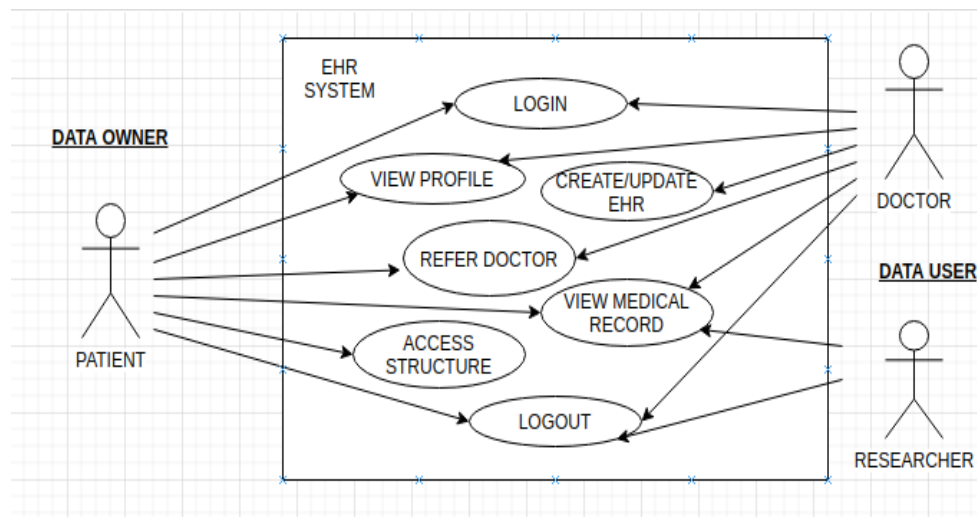 EHR
SYSTEM
LOGIN
DATA OWNER
VIEW PROFILE
CREATE/UPDATE
EHR
DOCTOR
REFER DOCTOR
DATA USER
VIEW MEDICAL
RECORD
PATIENT
ACCESS
STRUCTURE
LOGOUT
RESEARCHER